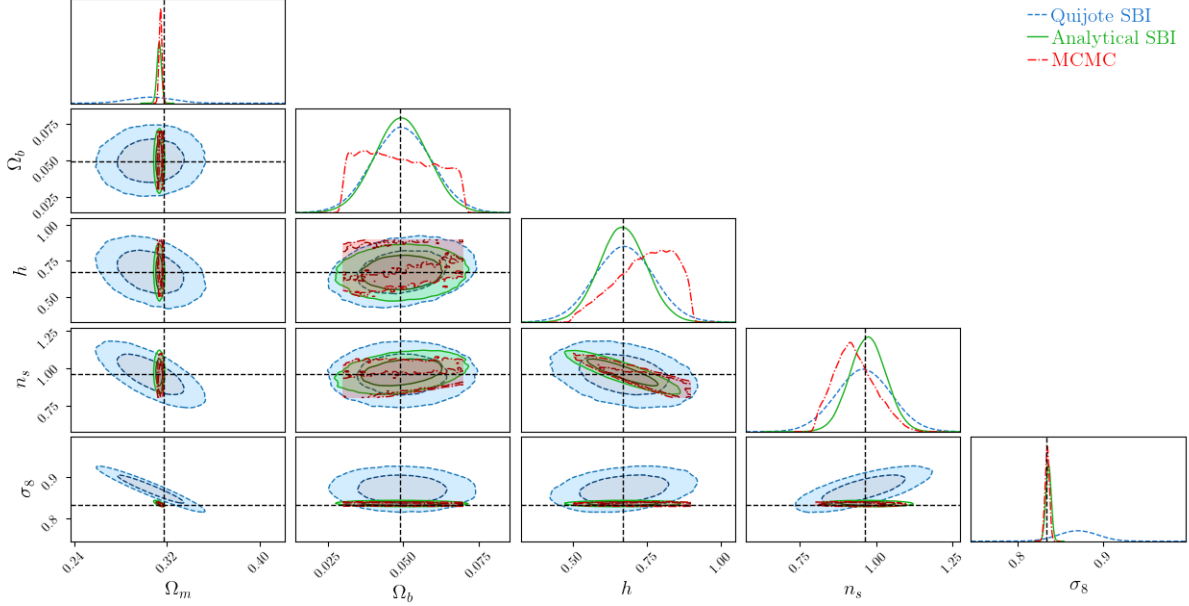 Quijote SBI
Analytical SBI
MCMC
0.075
0.050
0.025
Ω_b
1.00
0.75
0.50
h
1.25
1.00
0.75
n_s
0.9
0.8
σ_8
0.24 0.32 0.40 0.025 0.050 0.075 0.50 0.75 1.00 0.75 1.00 1.25 0.8 0.9
Ω_m Ω_b h n_s σ_8